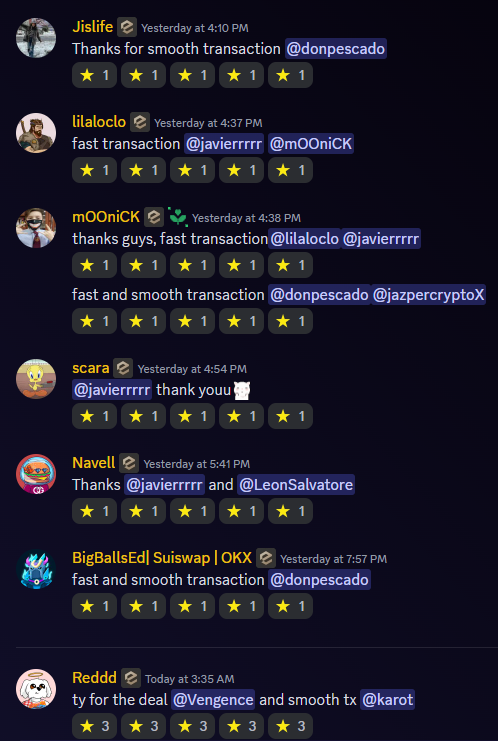 Jislife Yesterday at 4:10 PM
Thanks for smooth transaction @donpescado
1 1 1 1 1
lilaloclo Yesterday at 4:37 PM
fast transaction @javierrrrr @mOOniCK
1 1 1 1 1
mOOniCK Yesterday at 4:38 PM
thanks guys, fast transaction @lilaloclo @javierrrrr
1 1 1 1 1
fast and smooth transaction @donpescado @jazpercryptoX
1 1 1 1 1
scara Yesterday at 4:54 PM
@javierrrrr thank youu
1 1 1 1 1
Navell Yesterday at 5:41 PM
Thanks @javierrrrr and @LeonSalvatore
1 1 1 1 1
BigBallsEd| Suiswap | OKX Yesterday at 7:57 PM
fast and smooth transaction @donpescado
1 1 1 1 1
Reddd Today at 3:35 AM
ty for the deal @Vengence and smooth tx @karot
3 3 3 3 3